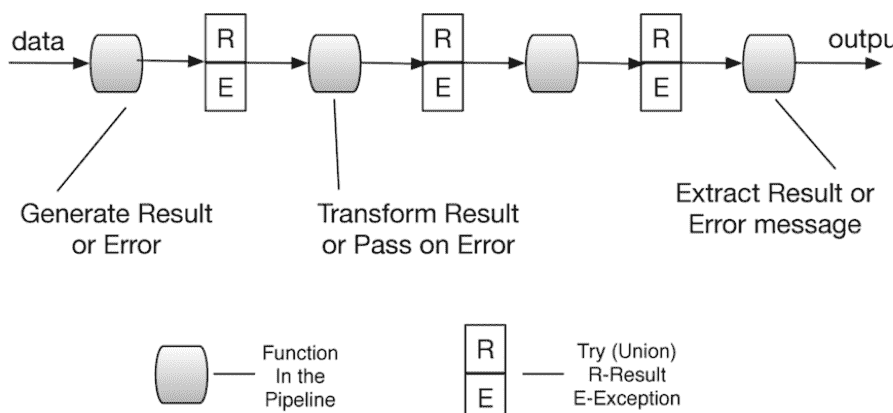 data
R
E
R
E
R
E
output
Generate Result
or Error
Transform Result
or Pass on Error
Extract Result or
Error message
Function
In the
Pipeline
R
E
Try (Union)
R-Result
E-Exception